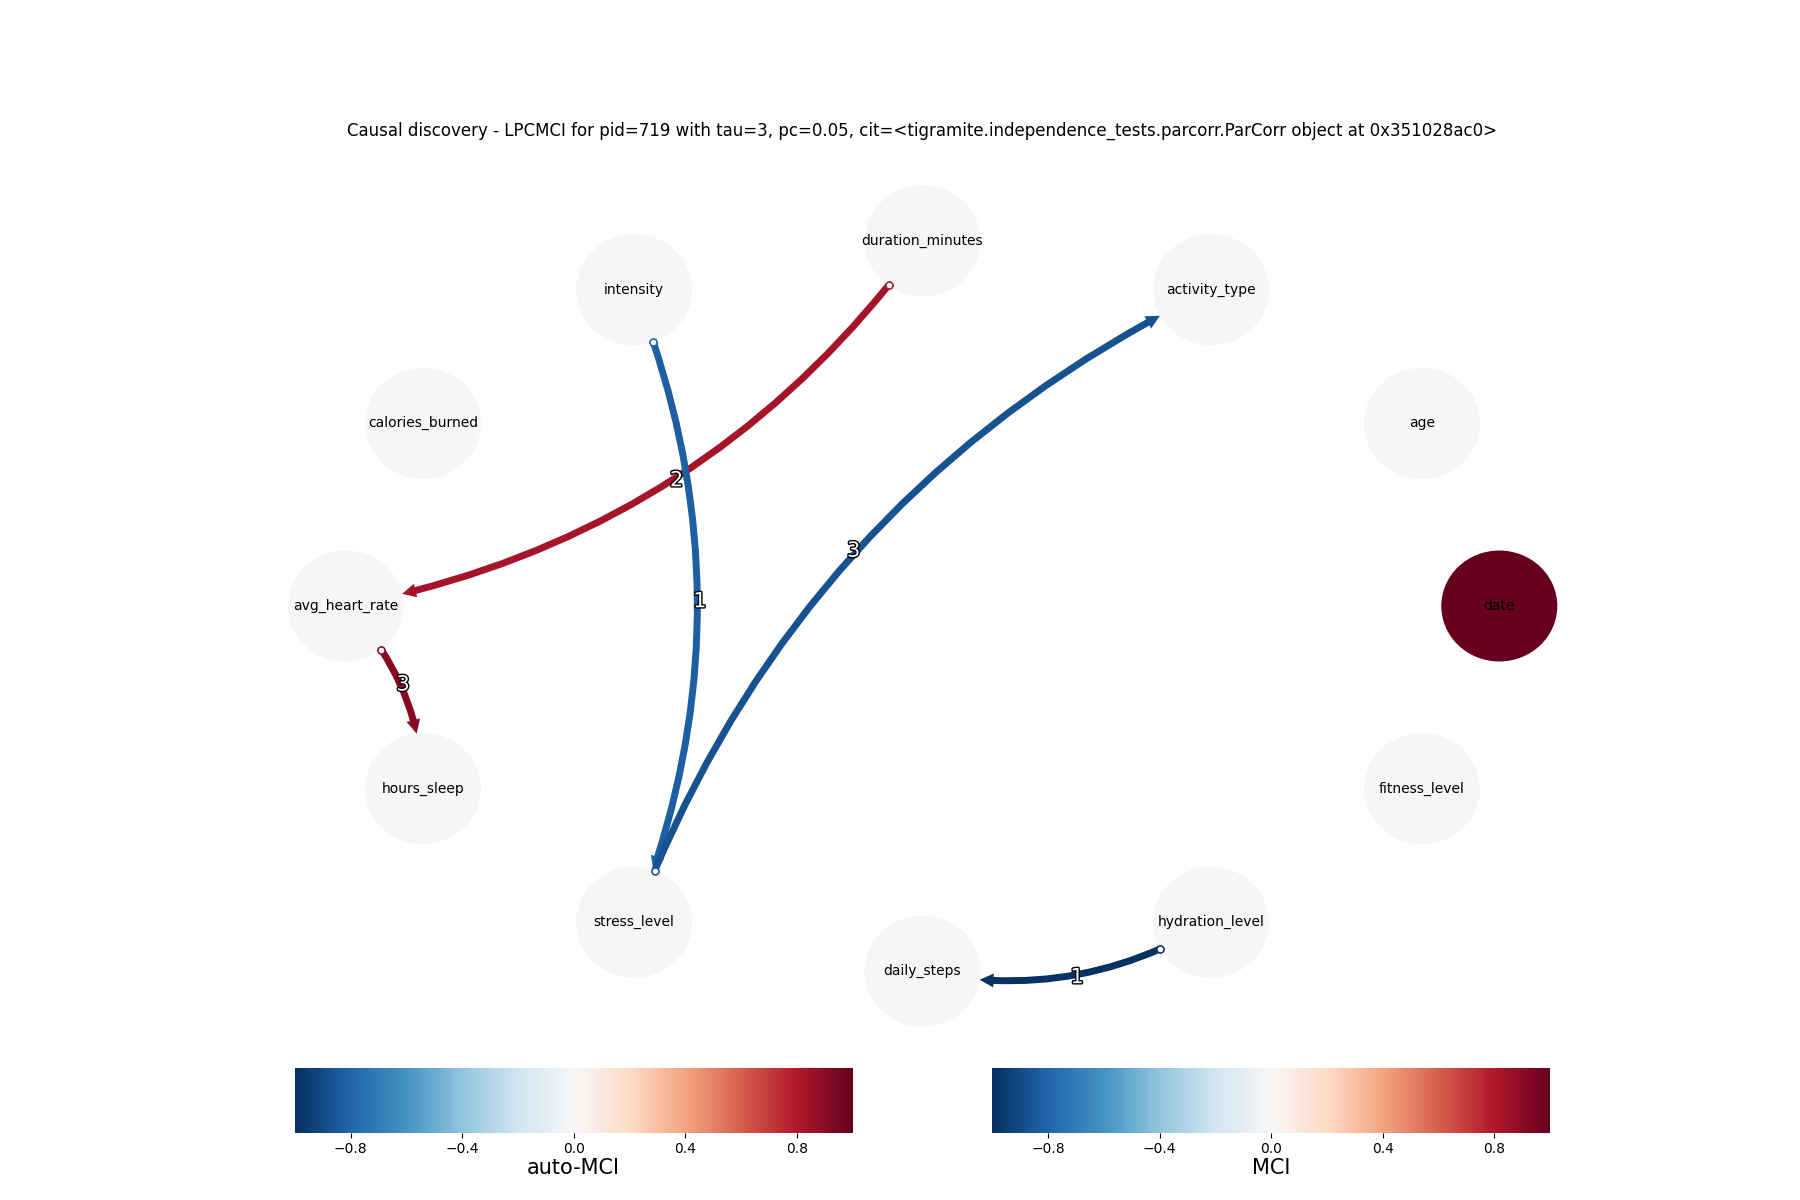 Causal discovery - LPCMCI for pid=719 with tau=3, pc=0.05, cit=<tigramite.independence_tests.parcorr.ParCorr object at 0x351028ac0>
duration_minutes
intensity
activity_type
calories_burned
age
2
3
1
avg_heart_rate
date
3
hours_sleep
fitness_level
stress_level
hydration_level
daily_steps
1
−0.8 −0.4 0.0 0.4 0.8
auto-MCI
−0.8 −0.4 0.0 0.4 0.8
MCI